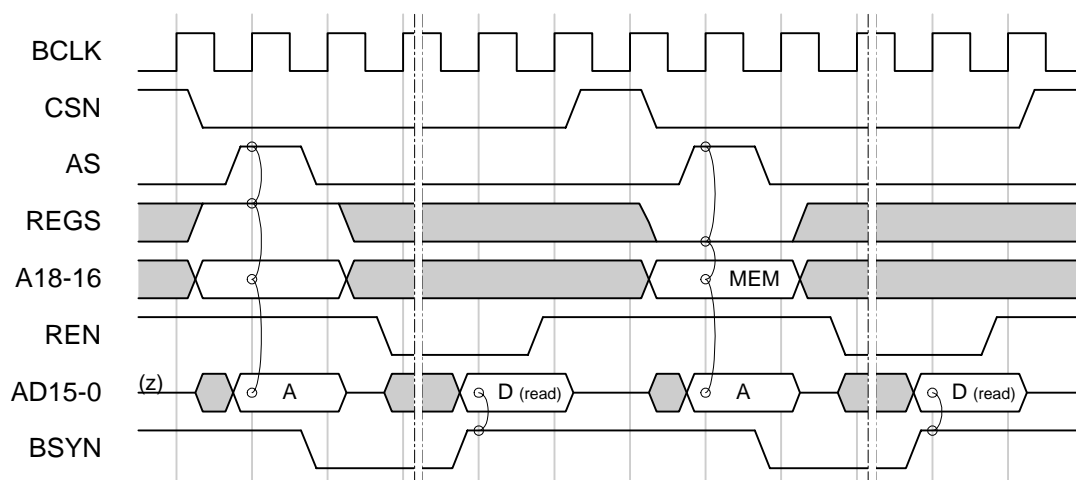 BCLK
CSN
AS
REGS
A18-16 MEM
REN
AD15-0 (z) A D (read) A D (read)
BSYN